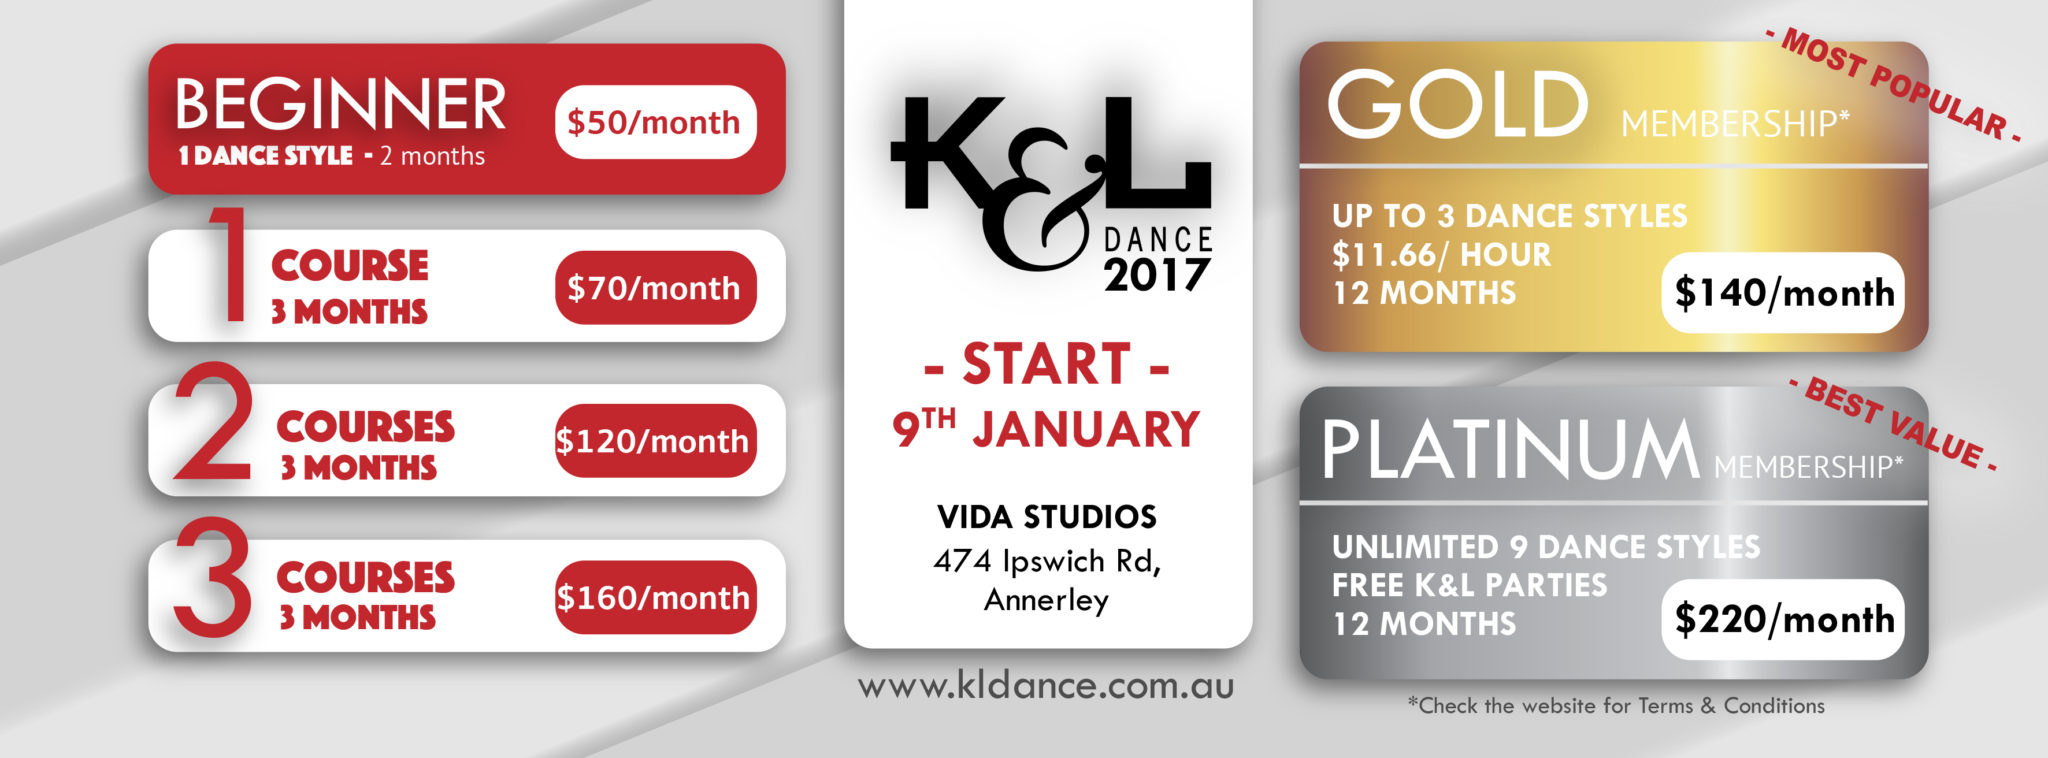 BEGINNER
1 DANCE STYLE - 2 months
$50/month
1 COURSE
3 MONTHS
$70/month
2 COURSES
3 MONTHS
$120/month
3 COURSES
3 MONTHS
$160/month
K&L
DANCE
2017
- START -
9TH JANUARY
VIDA STUDIOS
474 Ipswich Rd,
Annerley
www.kldance.com.au
- MOST POPULAR -
GOLD MEMBERSHIP*
UP TO 3 DANCE STYLES
$11.66/ HOUR
12 MONTHS
$140/month
- BEST VALUE -
PLATINUM MEMBERSHIP*
UNLIMITED 9 DANCE STYLES
FREE K&L PARTIES
12 MONTHS
$220/month
*Check the website for Terms & Conditions